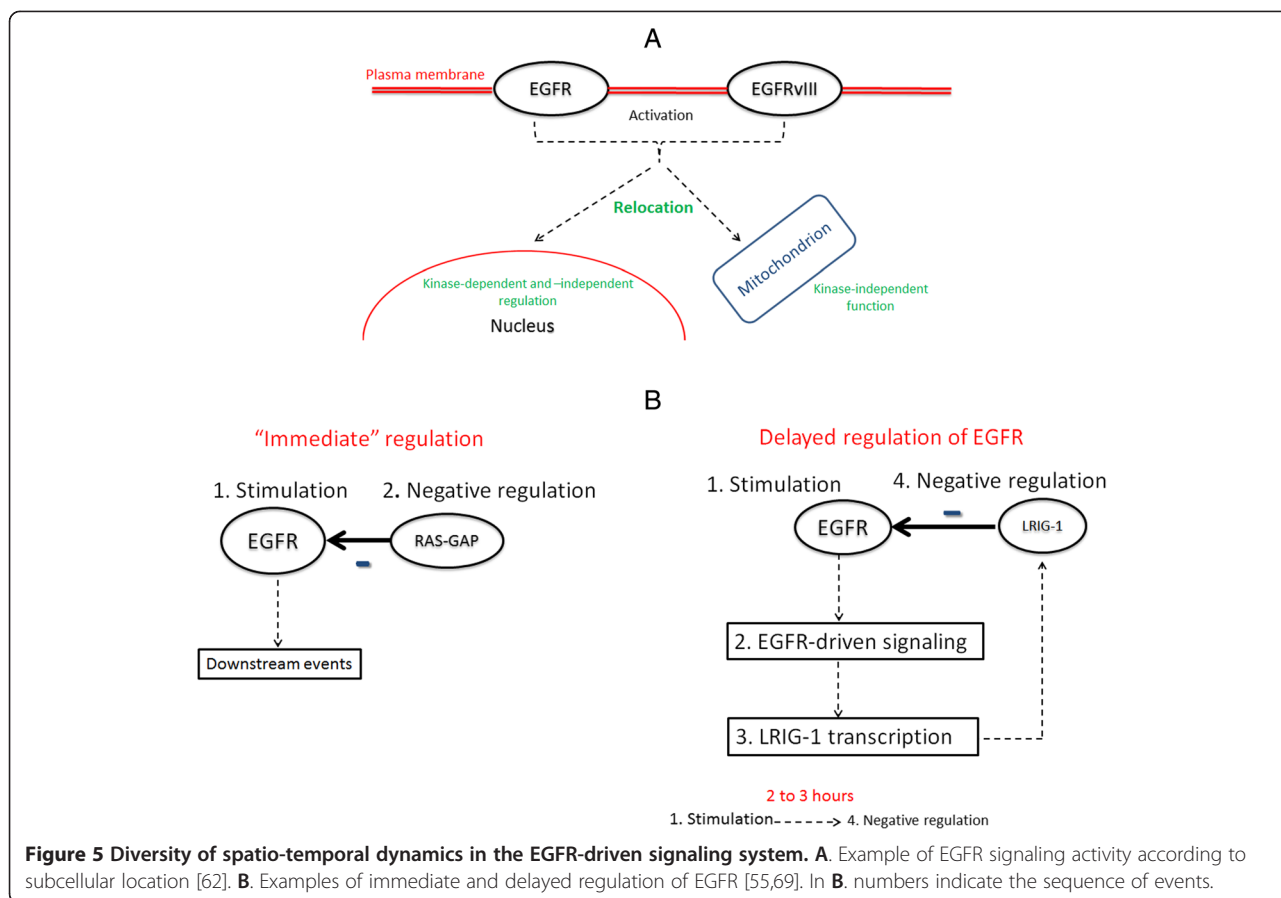 A
Plasma membrane
EGFR
EGFRvIII
Activation
Relocation
Mitochondrion
Kinase-dependent and –independent
regulation
Kinase-independent
function
Nucleus
B
“Immediate” regulation
Delayed regulation of EGFR
1. Stimulation
2. Negative regulation
EGFR
RAS-GAP
Downstream events
1. Stimulation
4. Negative regulation
EGFR
LRIG-1
2. EGFR-driven signaling
3. LRIG-1 transcription
2 to 3 hours
1. Stimulation
4. Negative regulation
Figure 5 Diversity of spatio-temporal dynamics in the EGFR-driven signaling system. A. Example of EGFR signaling activity according to
subcellular location [62]. B. Examples of immediate and delayed regulation of EGFR [55,69]. In B. numbers indicate the sequence of events.